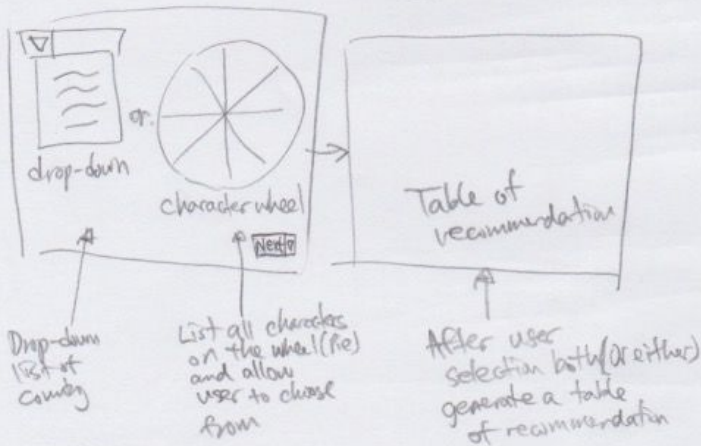 or.
drop-down
character wheel
Next
Table of
recommendation
Drop-down
list of
country
List all characters
on the wheel (Pie)
and allow
user to choose
from
After user
selection both (or either)
generate a table
of recommendation